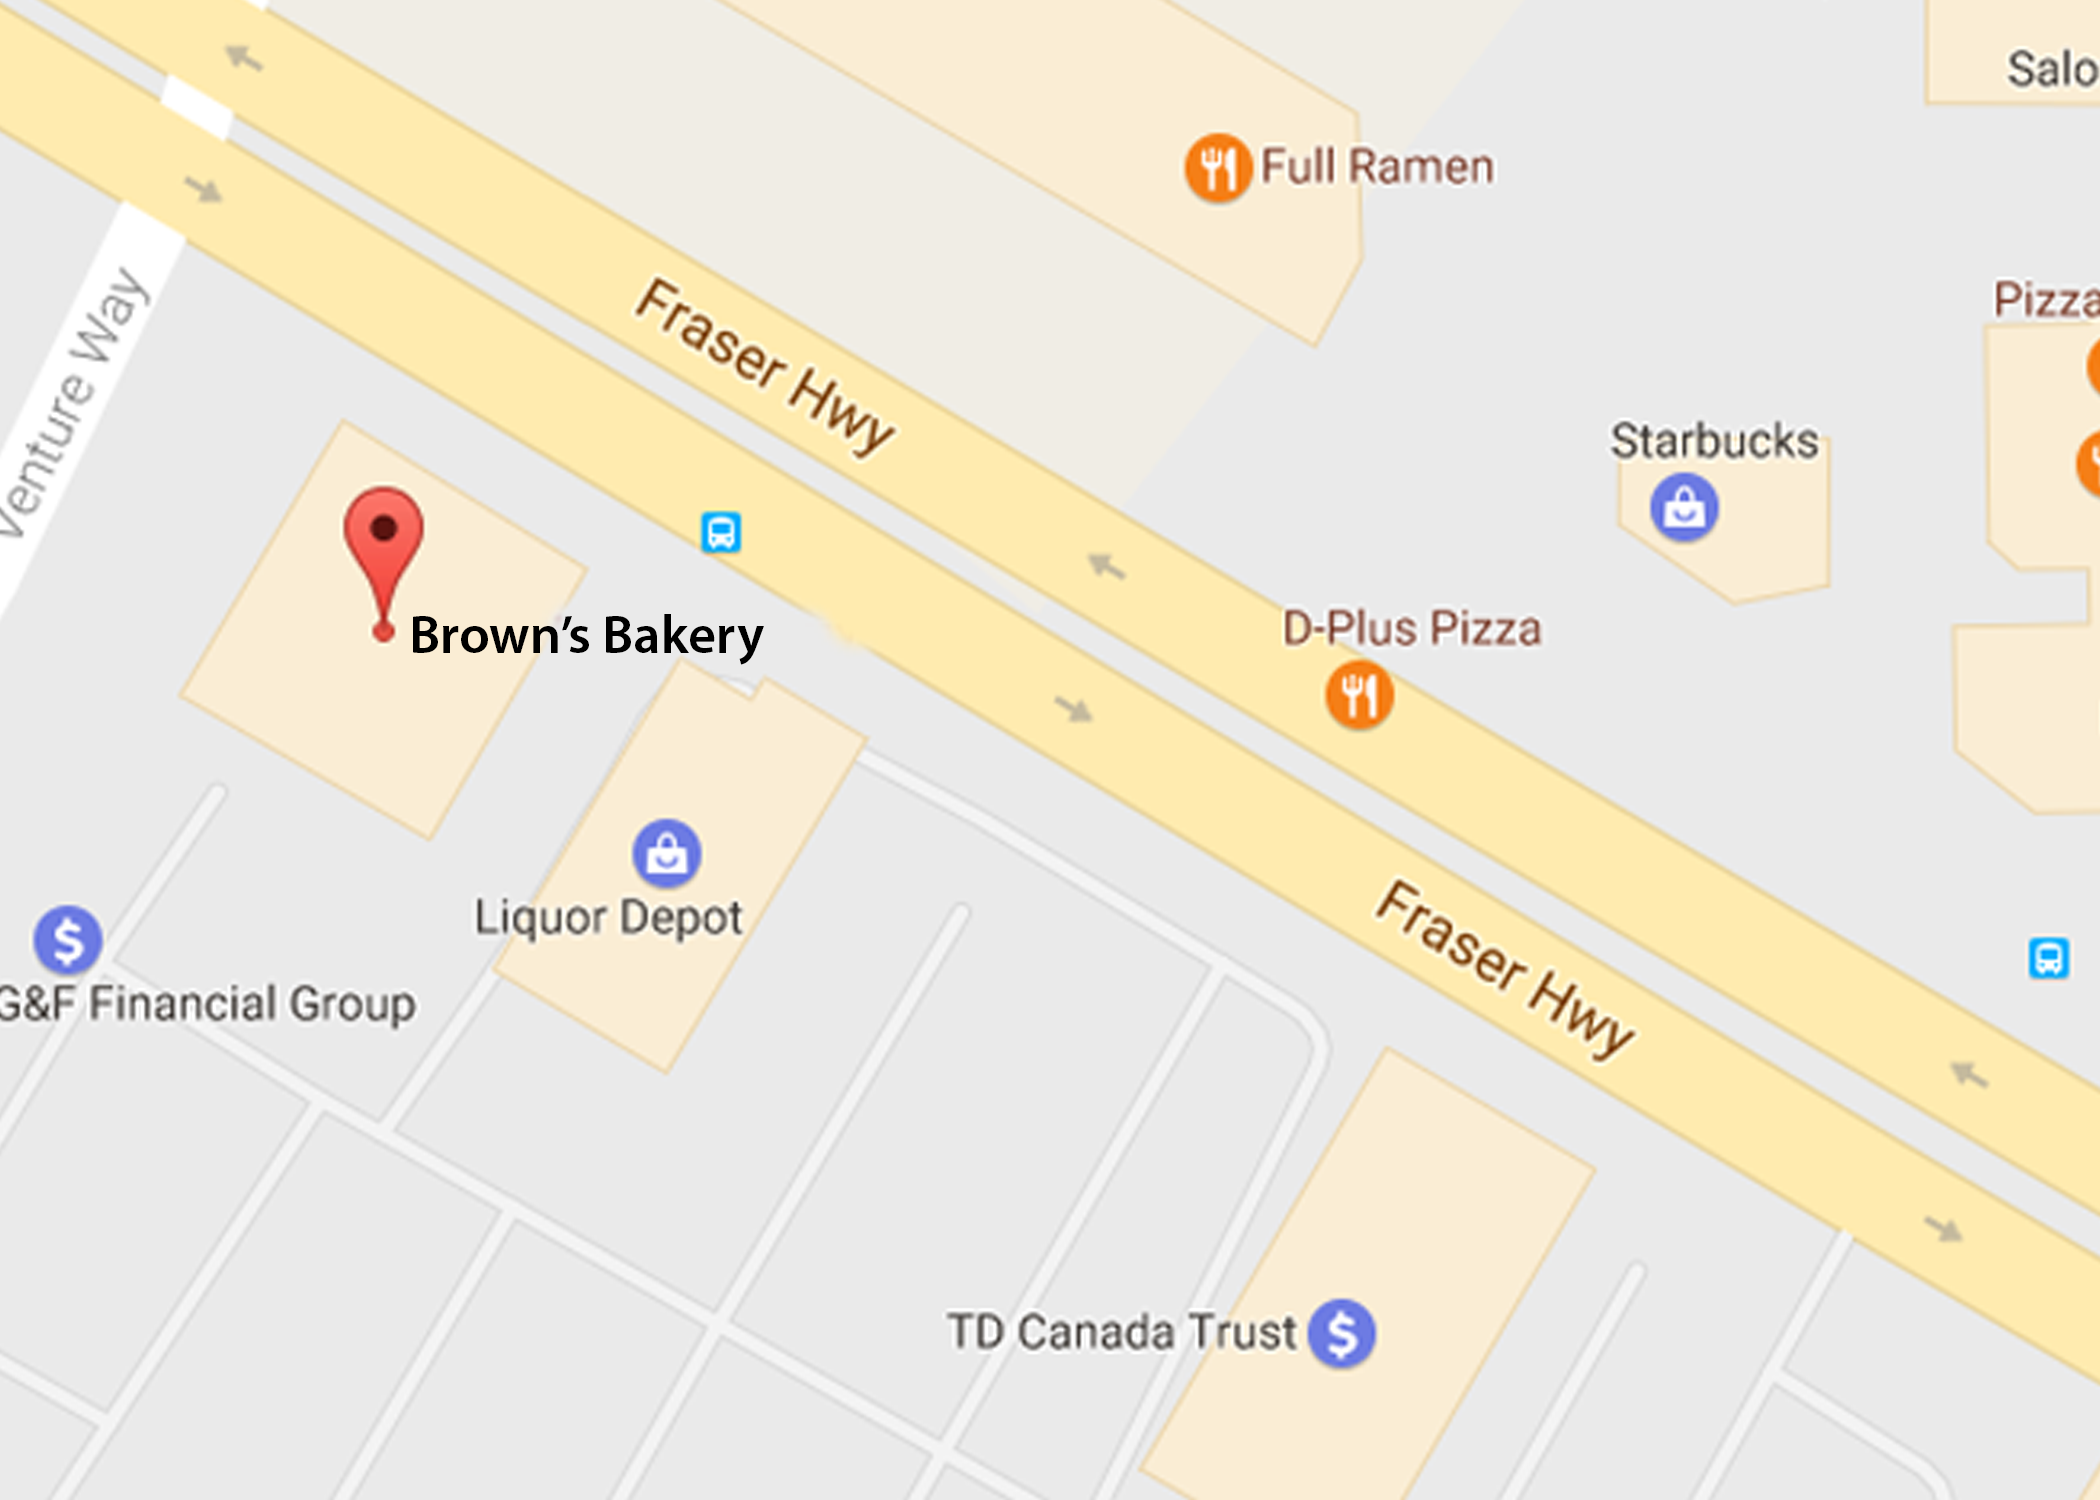 Salo
Full Ramen
Venture Way
Fraser Hwy
Pizza
Starbucks
Brown's Bakery
D-Plus Pizza
Liquor Depot
Fraser Hwy
G&F Financial Group
TD Canada Trust